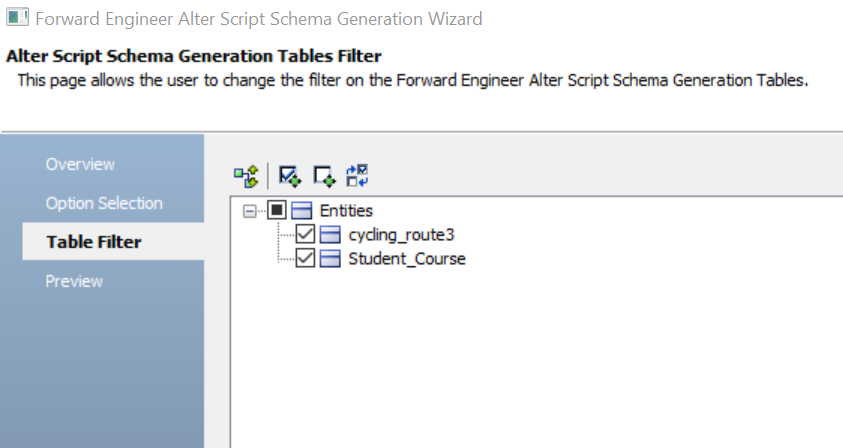 Forward Engineer Alter Script Schema Generation Wizard
Alter Script Schema Generation Tables Filter
This page allows the user to change the filter on the Forward Engineer Alter Script Schema Generation Tables.
Overview
Option Selection
Table Filter
Preview
Entities
cycling_route3
Student_Course